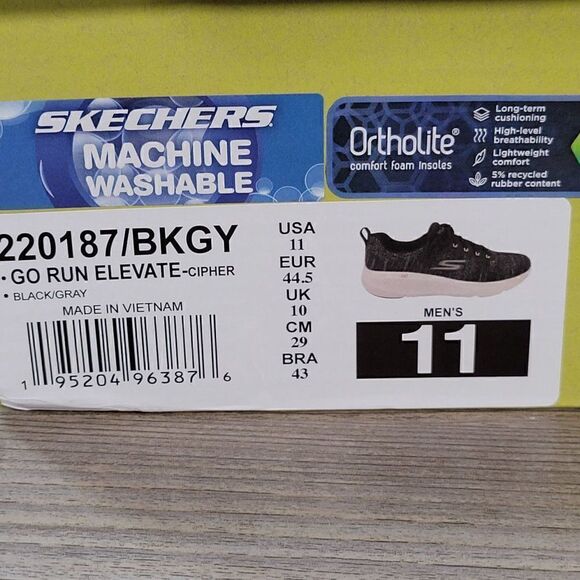 SKECHERS
MACHINE
WASHABLE
Ortholite®
comfort foam insoles
Long-term
cushioning
High-level
breathability
Lightweight
comfort
5% recycled
rubber content
220187/BKGY
• GO RUN ELEVATE-CIPHER
• BLACK/GRAY
MADE IN VIETNAM
1 95204 96387 6
USA
11
EUR
44.5
UK
10
CM
29
BRA
43
MEN'S
11